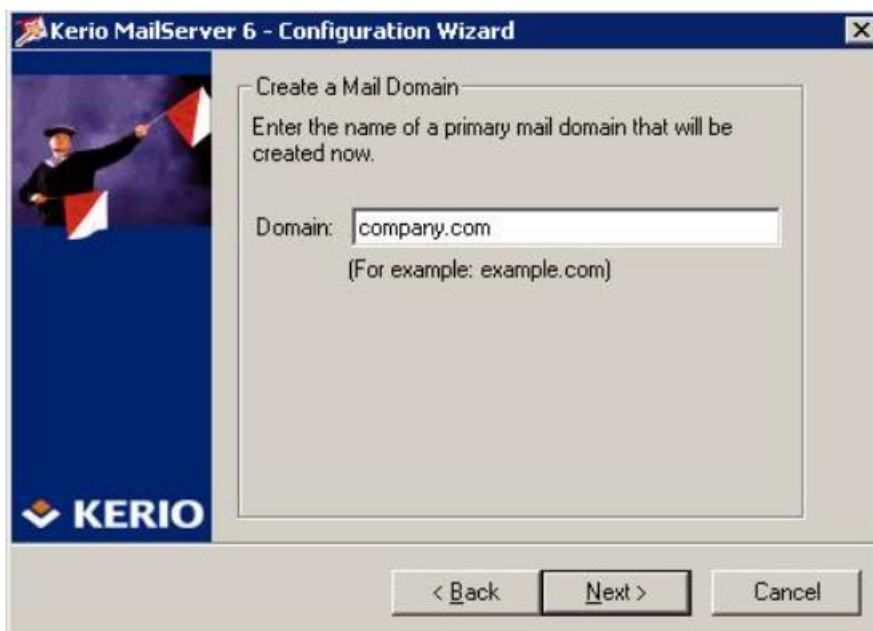 Kerio MailServer 6 - Configuration Wizard
Create a Mail Domain
Enter the name of a primary mail domain that will be
created now.
Domain: company.com
(For example: example.com)
KERIO
< Back Next > Cancel